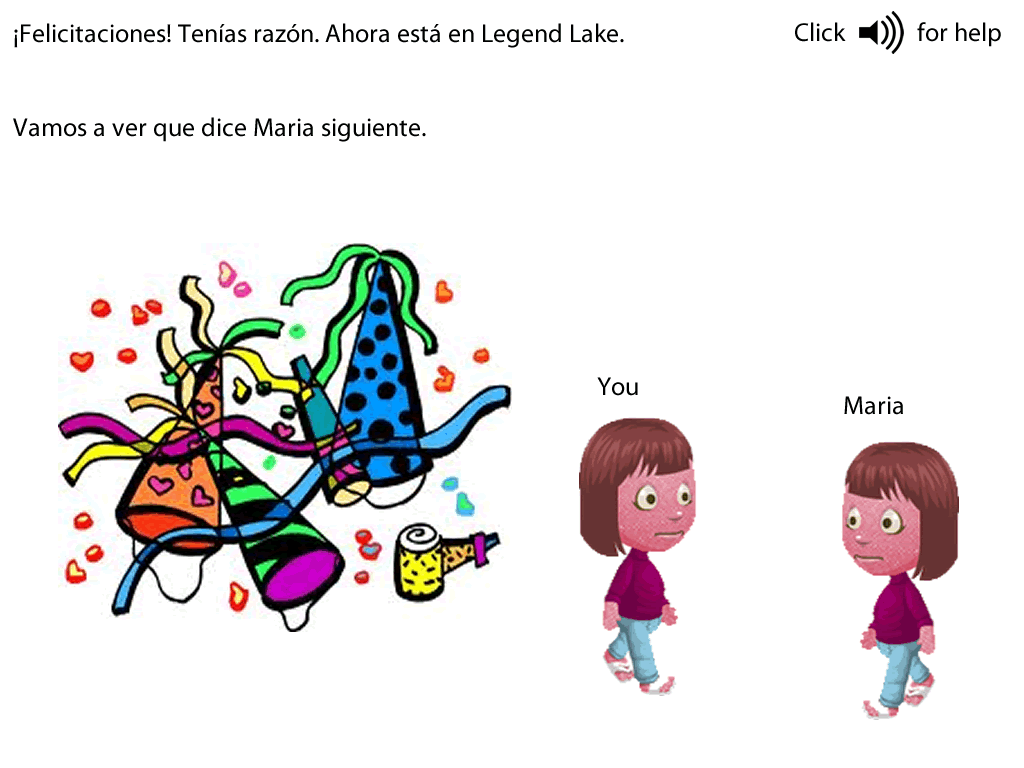 ¡Felicitaciones! Tenías razón. Ahora está en Legend Lake.
Click for help
Vamos a ver que dice Maria siguiente.
You
Maria